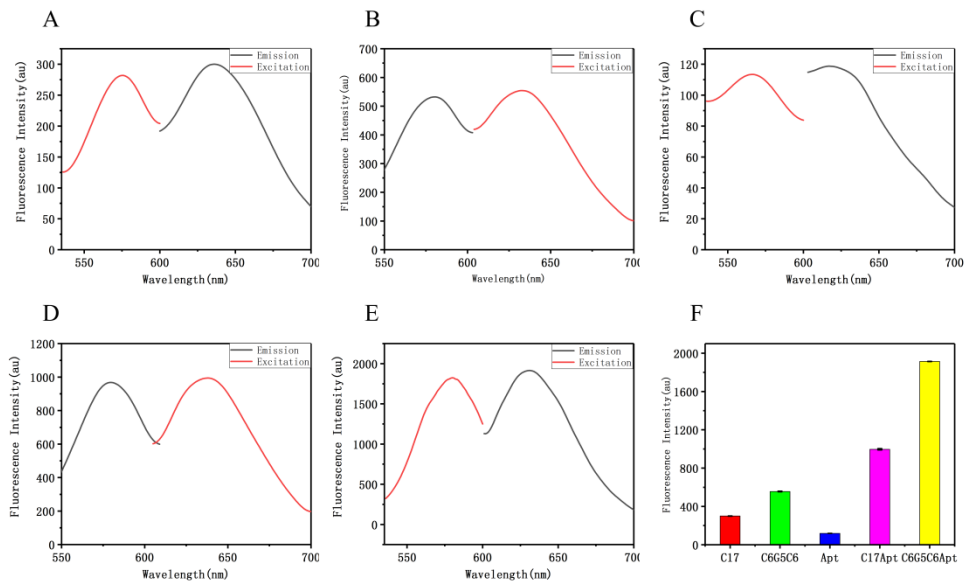 A
Fluorescence Intensity(au)
300
250
200
150
100
50
0
550
600
650
700
Wavelength(nm)
Emission
Excitation
B
Fluorescence Intensity(au)
700
600
500
400
300
200
100
0
550
600
650
700
Wavelength(nm)
Emission
Excitation
C
Fluorescence Intensity(au)
120
100
80
60
40
20
0
550
600
650
700
Wavelength(nm)
Emission
Excitation
D
Fluorescence Intensity(au)
1200
1000
800
600
400
200
0
550
600
650
700
Wavelength(nm)
Emission
Excitation
E
Fluorescence Intensity(au)
2000
1500
1000
500
0
550
600
650
700
Wavelength(nm)
Emission
Excitation
F
Fluorescence Intensity(au)
2000
1600
1200
800
400
0
C17
C6G5C6
Apt
C17Apt
C6G5C6Apt